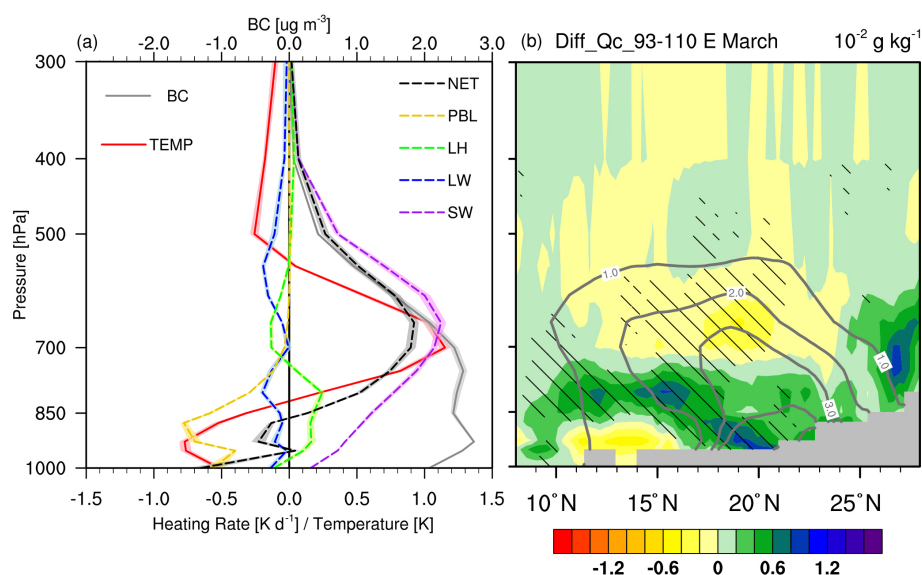 BC [ug m-3]
(a) -2.0 -1.0 0.0 1.0 2.0 3.0
300
400
500
700
850
1000
Pressure [hPa]
BC
TEMP
NET
PBL
LH
LW
SW
-1.5 -1.0 -0.5 0.0 0.5 1.0 1.5
Heating Rate [K d-1] / Temperature [K]
(b) Diff_Qc_93-110 E March 10-2 g kg-1
1.0
2.0
1.0
3.0
10°N 15°N 20°N 25°N
-1.2 -0.6 0 0.6 1.2